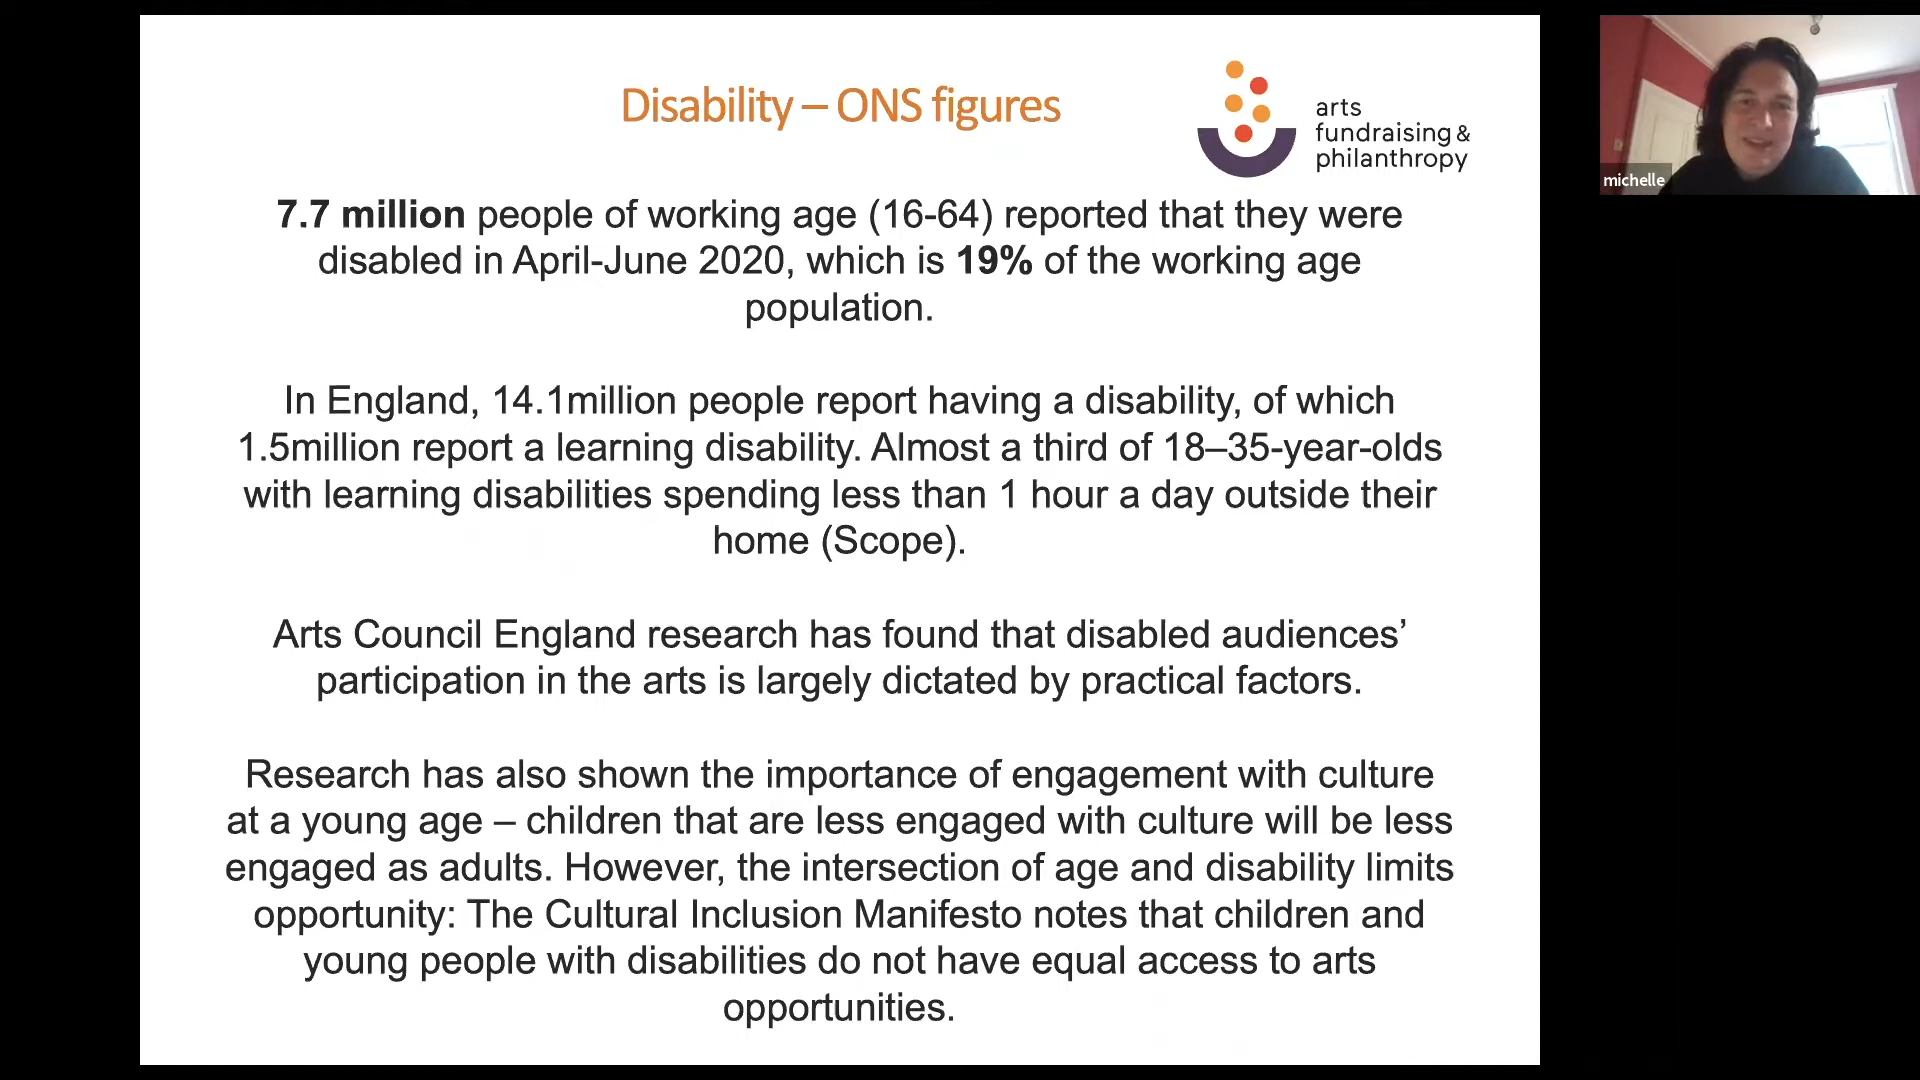 Disability – ONS figures
arts
fundraising &
philanthropy
michelle
7.7 million people of working age (16-64) reported that they were
disabled in April-June 2020, which is 19% of the working age
population.
In England, 14.1million people report having a disability, of which
1.5million report a learning disability. Almost a third of 18–35-year-olds
with learning disabilities spending less than 1 hour a day outside their
home (Scope).
Arts Council England research has found that disabled audiences’
participation in the arts is largely dictated by practical factors.
Research has also shown the importance of engagement with culture
at a young age – children that are less engaged with culture will be less
engaged as adults. However, the intersection of age and disability limits
opportunity: The Cultural Inclusion Manifesto notes that children and
young people with disabilities do not have equal access to arts
opportunities.